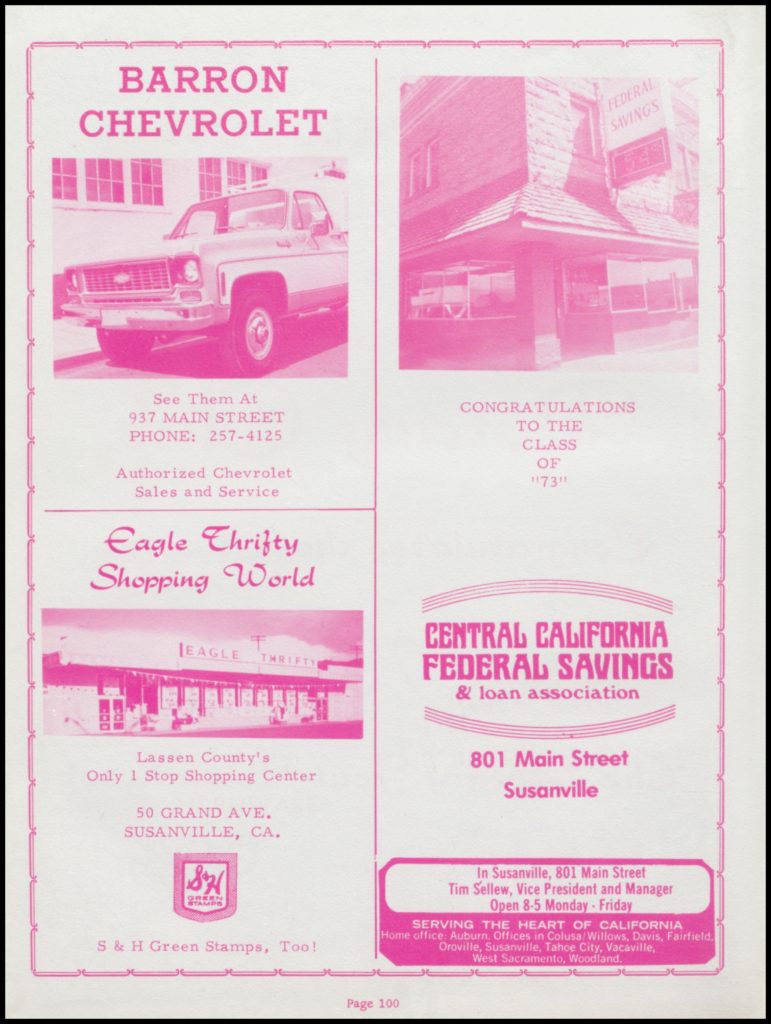 BARRON
CHEVROLET
See Them At
937 MAIN STREET
PHONE: 257-4125
Authorized Chevrolet
Sales and Service
Eagle Thrifty
Shopping World
EAGLE THRIFTY
Lassen County's
Only 1 Stop Shopping Center
50 GRAND AVE.
SUSANVILLE, CA.
S&H
GREEN
STAMPS
S & H Green Stamps, Too!
FEDERAL
SAVINGS
CONGRATULATIONS
TO THE
CLASS
OF
"73"
CENTRAL CALIFORNIA
FEDERAL SAVINGS
& loan association
801 Main Street
Susanville
In Susanville, 801 Main Street
Tim Sellew, Vice President and Manager
Open 8-5 Monday - Friday
SERVING THE HEART OF CALIFORNIA
Home office: Auburn. Offices in Colusa/Willows, Davis, Fairfield,
Oroville, Susanville, Tahoe City, Vacaville,
West Sacramento, Woodland.
Page 100